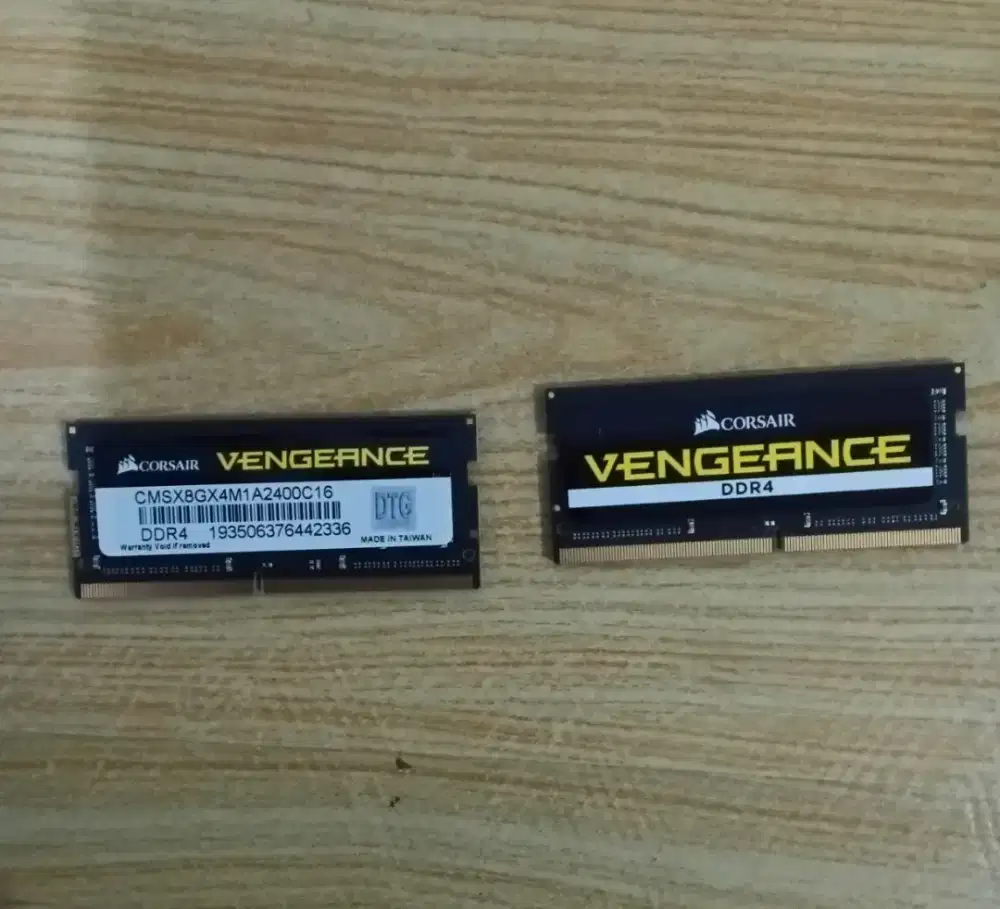 CORSAIR VENGEANCE
CMSX8GX4M1A2400C16
DTG
DDR4 193506376442336
MADE IN TAIWAN
Warranty Void if removed
CORSAIR
VENGEANCE
DDR4